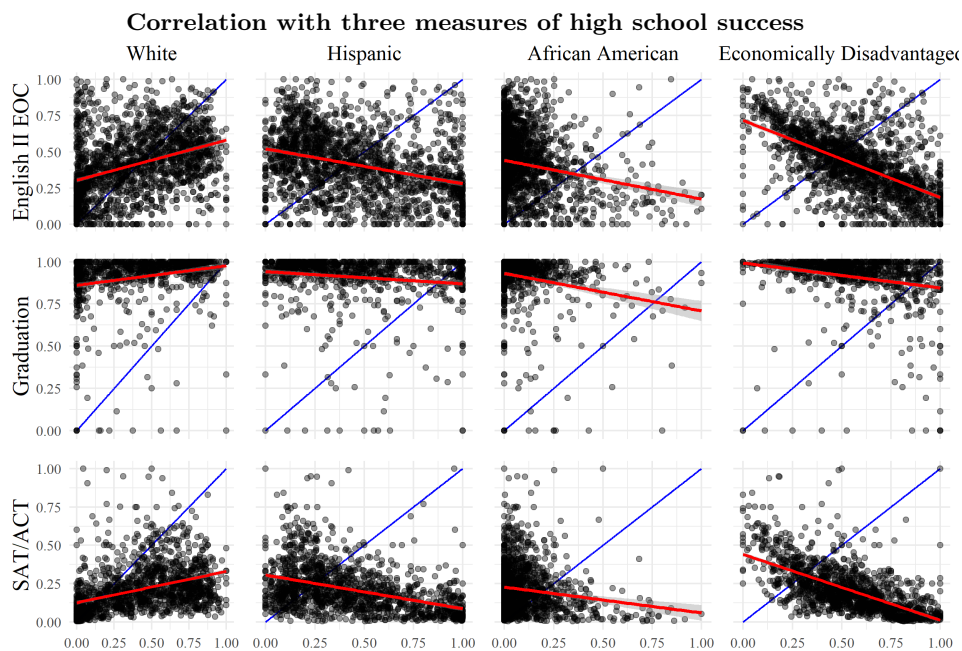 Correlation with three measures of high school success
White Hispanic African American Economically Disadvantaged
English II EOC
1.00
0.75
0.50
0.25
0.00
Graduation
1.00
0.75
0.50
0.25
0.00
SAT/ACT
1.00
0.75
0.50
0.25
0.00
0.00 0.25 0.50 0.75 1.00 0.00 0.25 0.50 0.75 1.00 0.00 0.25 0.50 0.75 1.00 0.00 0.25 0.50 0.75 1.00